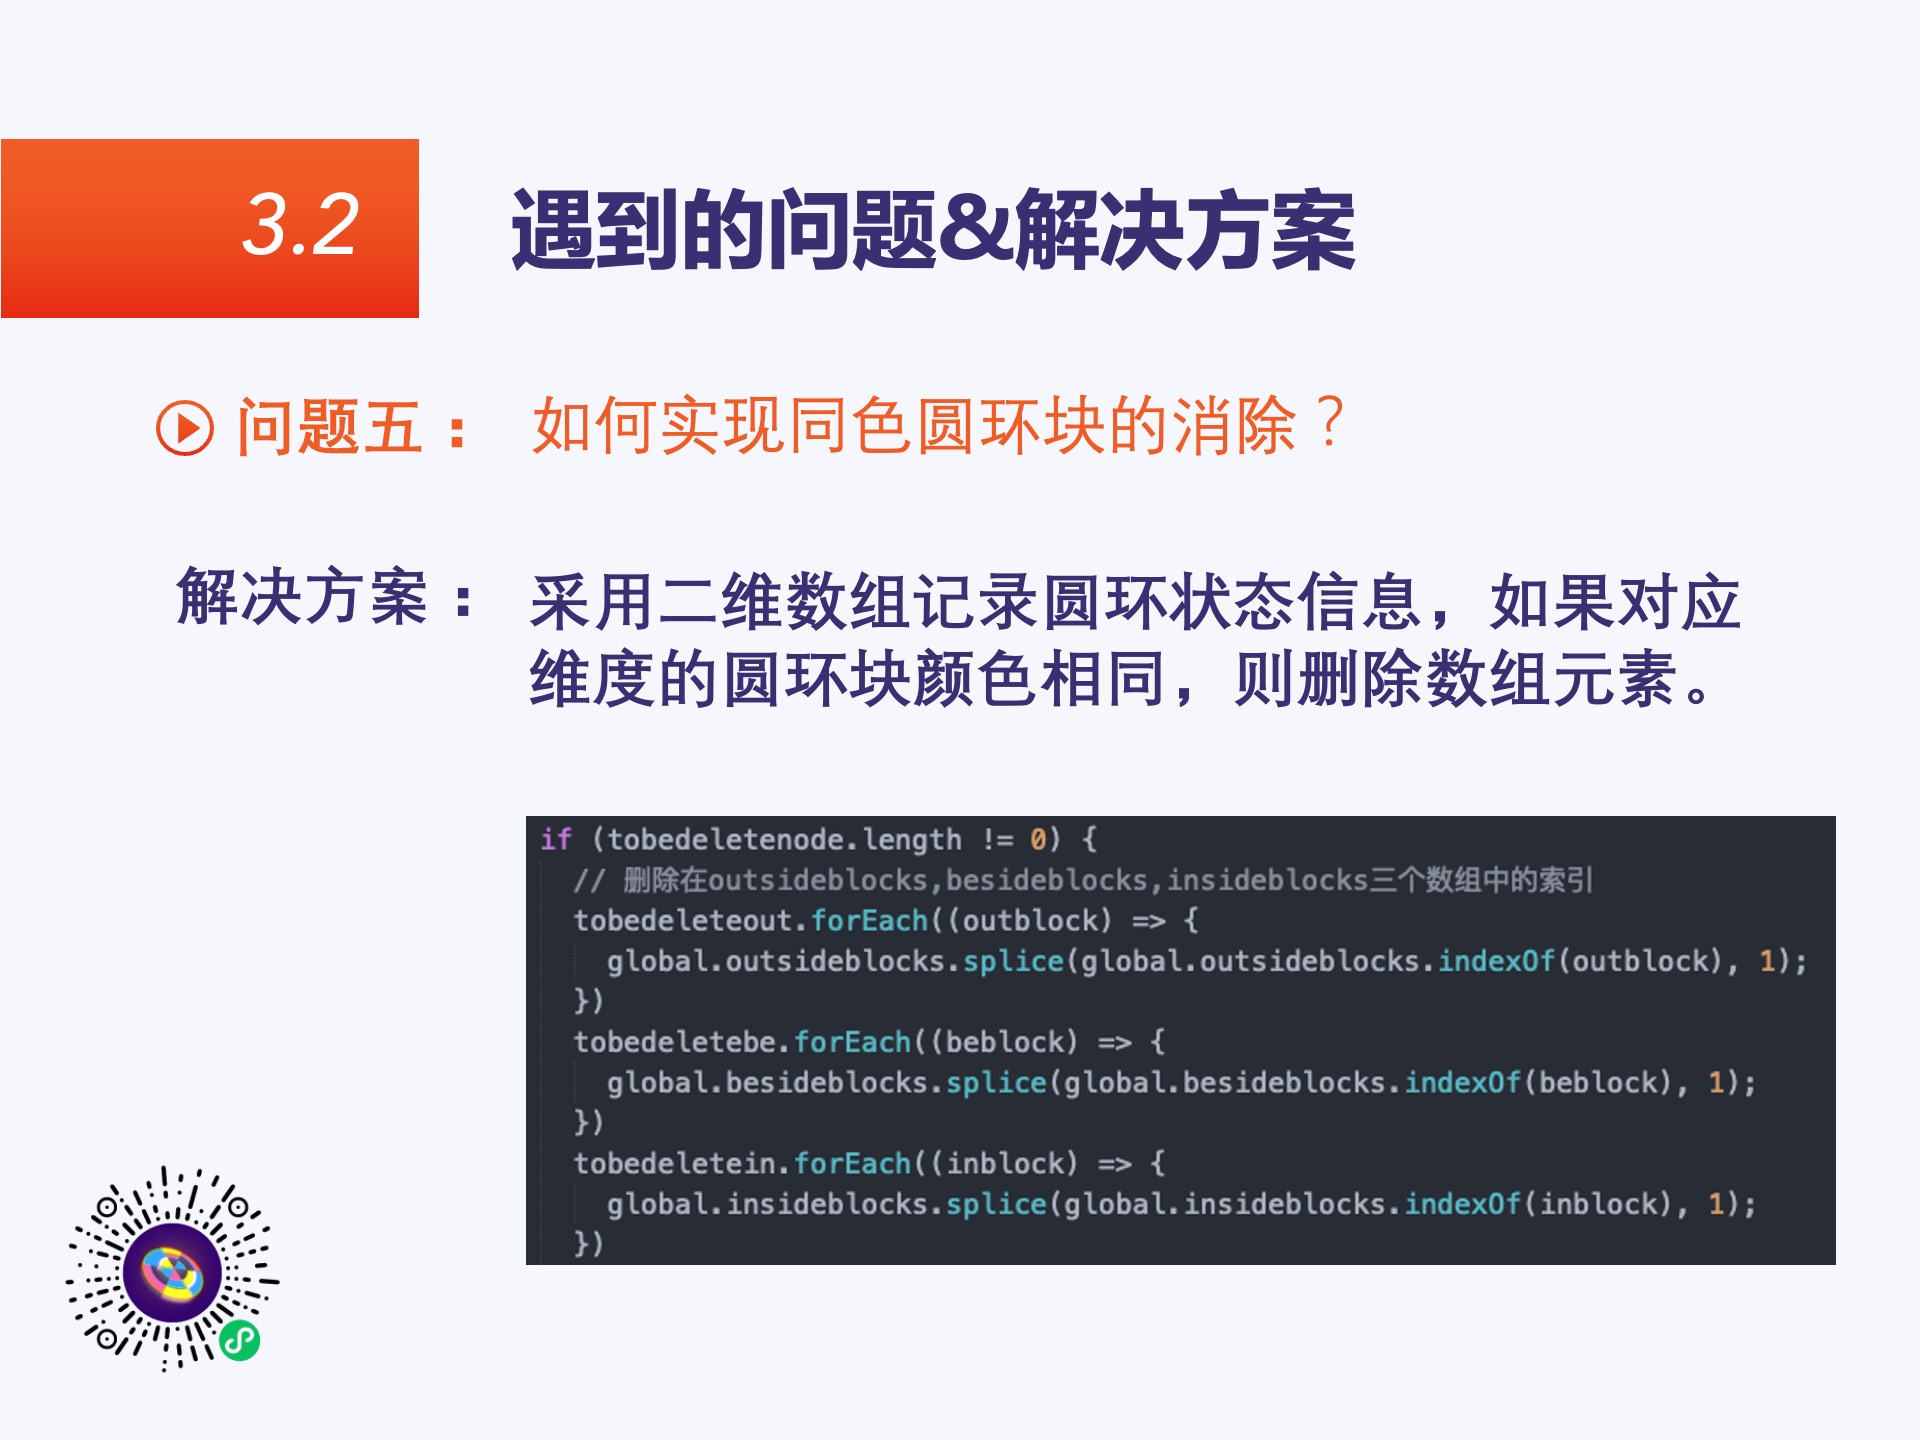 3.2
遇到的问题&解决方案
问题五： 如何实现同色圆环块的消除？
解决方案： 采用二维数组记录圆环状态信息，如果对应
维度的圆环块颜色相同，则删除数组元素。
if (tobedeletenode.length != 0) {
// 删除在outsideblocks,besideblocks,insideblocks三个数组中的索引
tobedeleteout.forEach((outblock) => {
global.outsideblocks.splice(global.outsideblocks.indexOf(outblock), 1);
})
tobedeletebe.forEach((beblock) => {
global.besideblocks.splice(global.besideblocks.indexOf(beblock), 1);
})
tobedeletein.forEach((inblock) => {
global.insideblocks.splice(global.insideblocks.indexOf(inblock), 1);
})